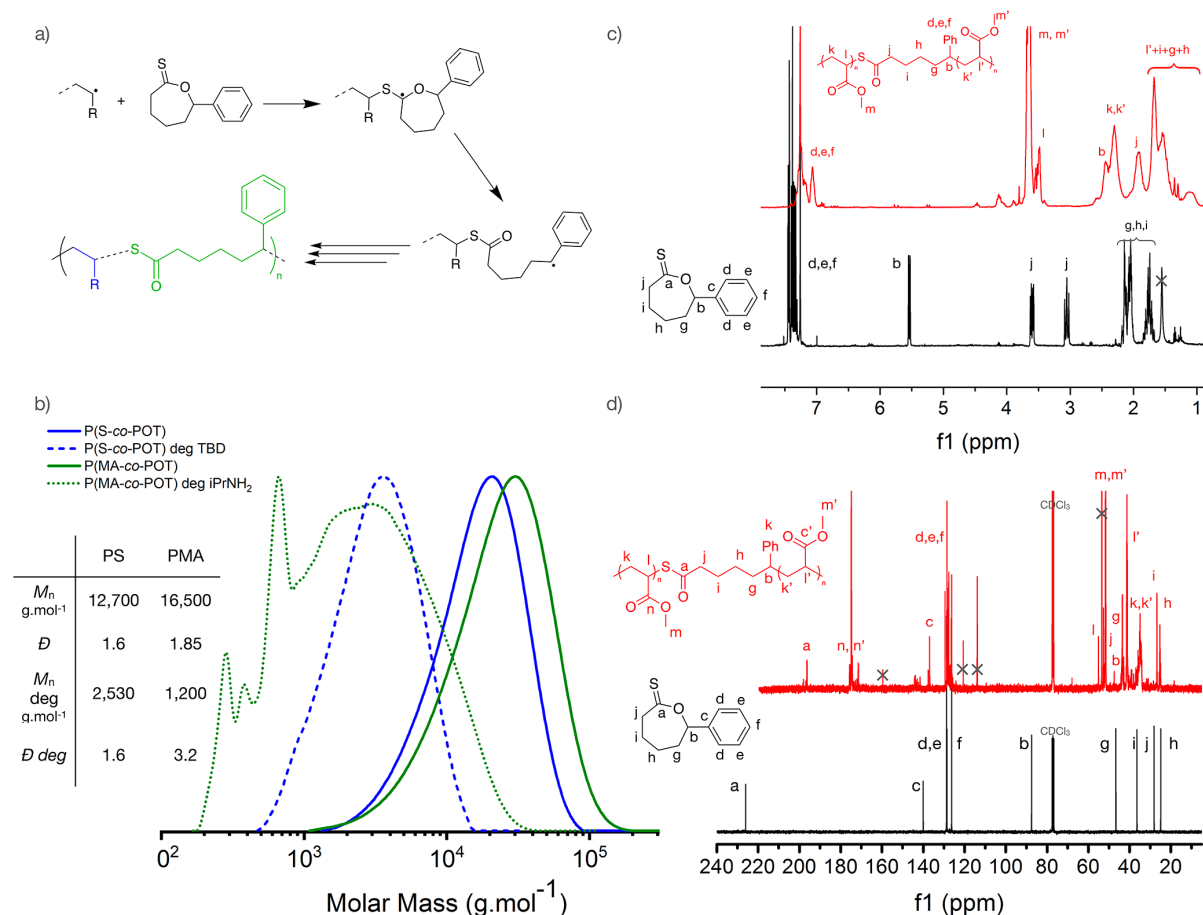 a)
S
O
+
R
S
O
R
S
O
R
S
O
R
n
b)
P(S-co-POT)
P(S-co-POT) deg TBD
P(MA-co-POT)
P(MA-co-POT) deg iPrNH2
PS PMA
Mn g.mol-1 12,700 16,500
Đ 1.6 1.85
Mn deg g.mol-1 2,530 1,200
Đ deg 1.6 3.2
10^2 10^3 10^4 10^5
Molar Mass (g.mol-1)
c)
d,e,f
m'
Ph
O
O
k l j h
n S
O
i g b k' l' n
O
O
m
m, m'
l'+i+g+h
d,e,f
l
b
k,k'
j
S
a
O
j
i
h
g
b
c
d
e
f
d
e
d,e,f
b
j
j
g,h,i
7 6 5 4 3 2 1
f1 (ppm)
d)
m'
k
Ph
c'
O
O
k l a j h
n S
O
i g b k' l' n
O
n
O
m
a
n, n'
c
d,e,f
CDCl3
m,m'
l'
l
g
b
j
k,k'
i
h
S
a
O
j
i
h
g
b
c
d
e
f
d
e
a
c
d,e
f
b
CDCl3
g
i
j
h
240 220 200 180 160 140 120 100 80 60 40 20
f1 (ppm)